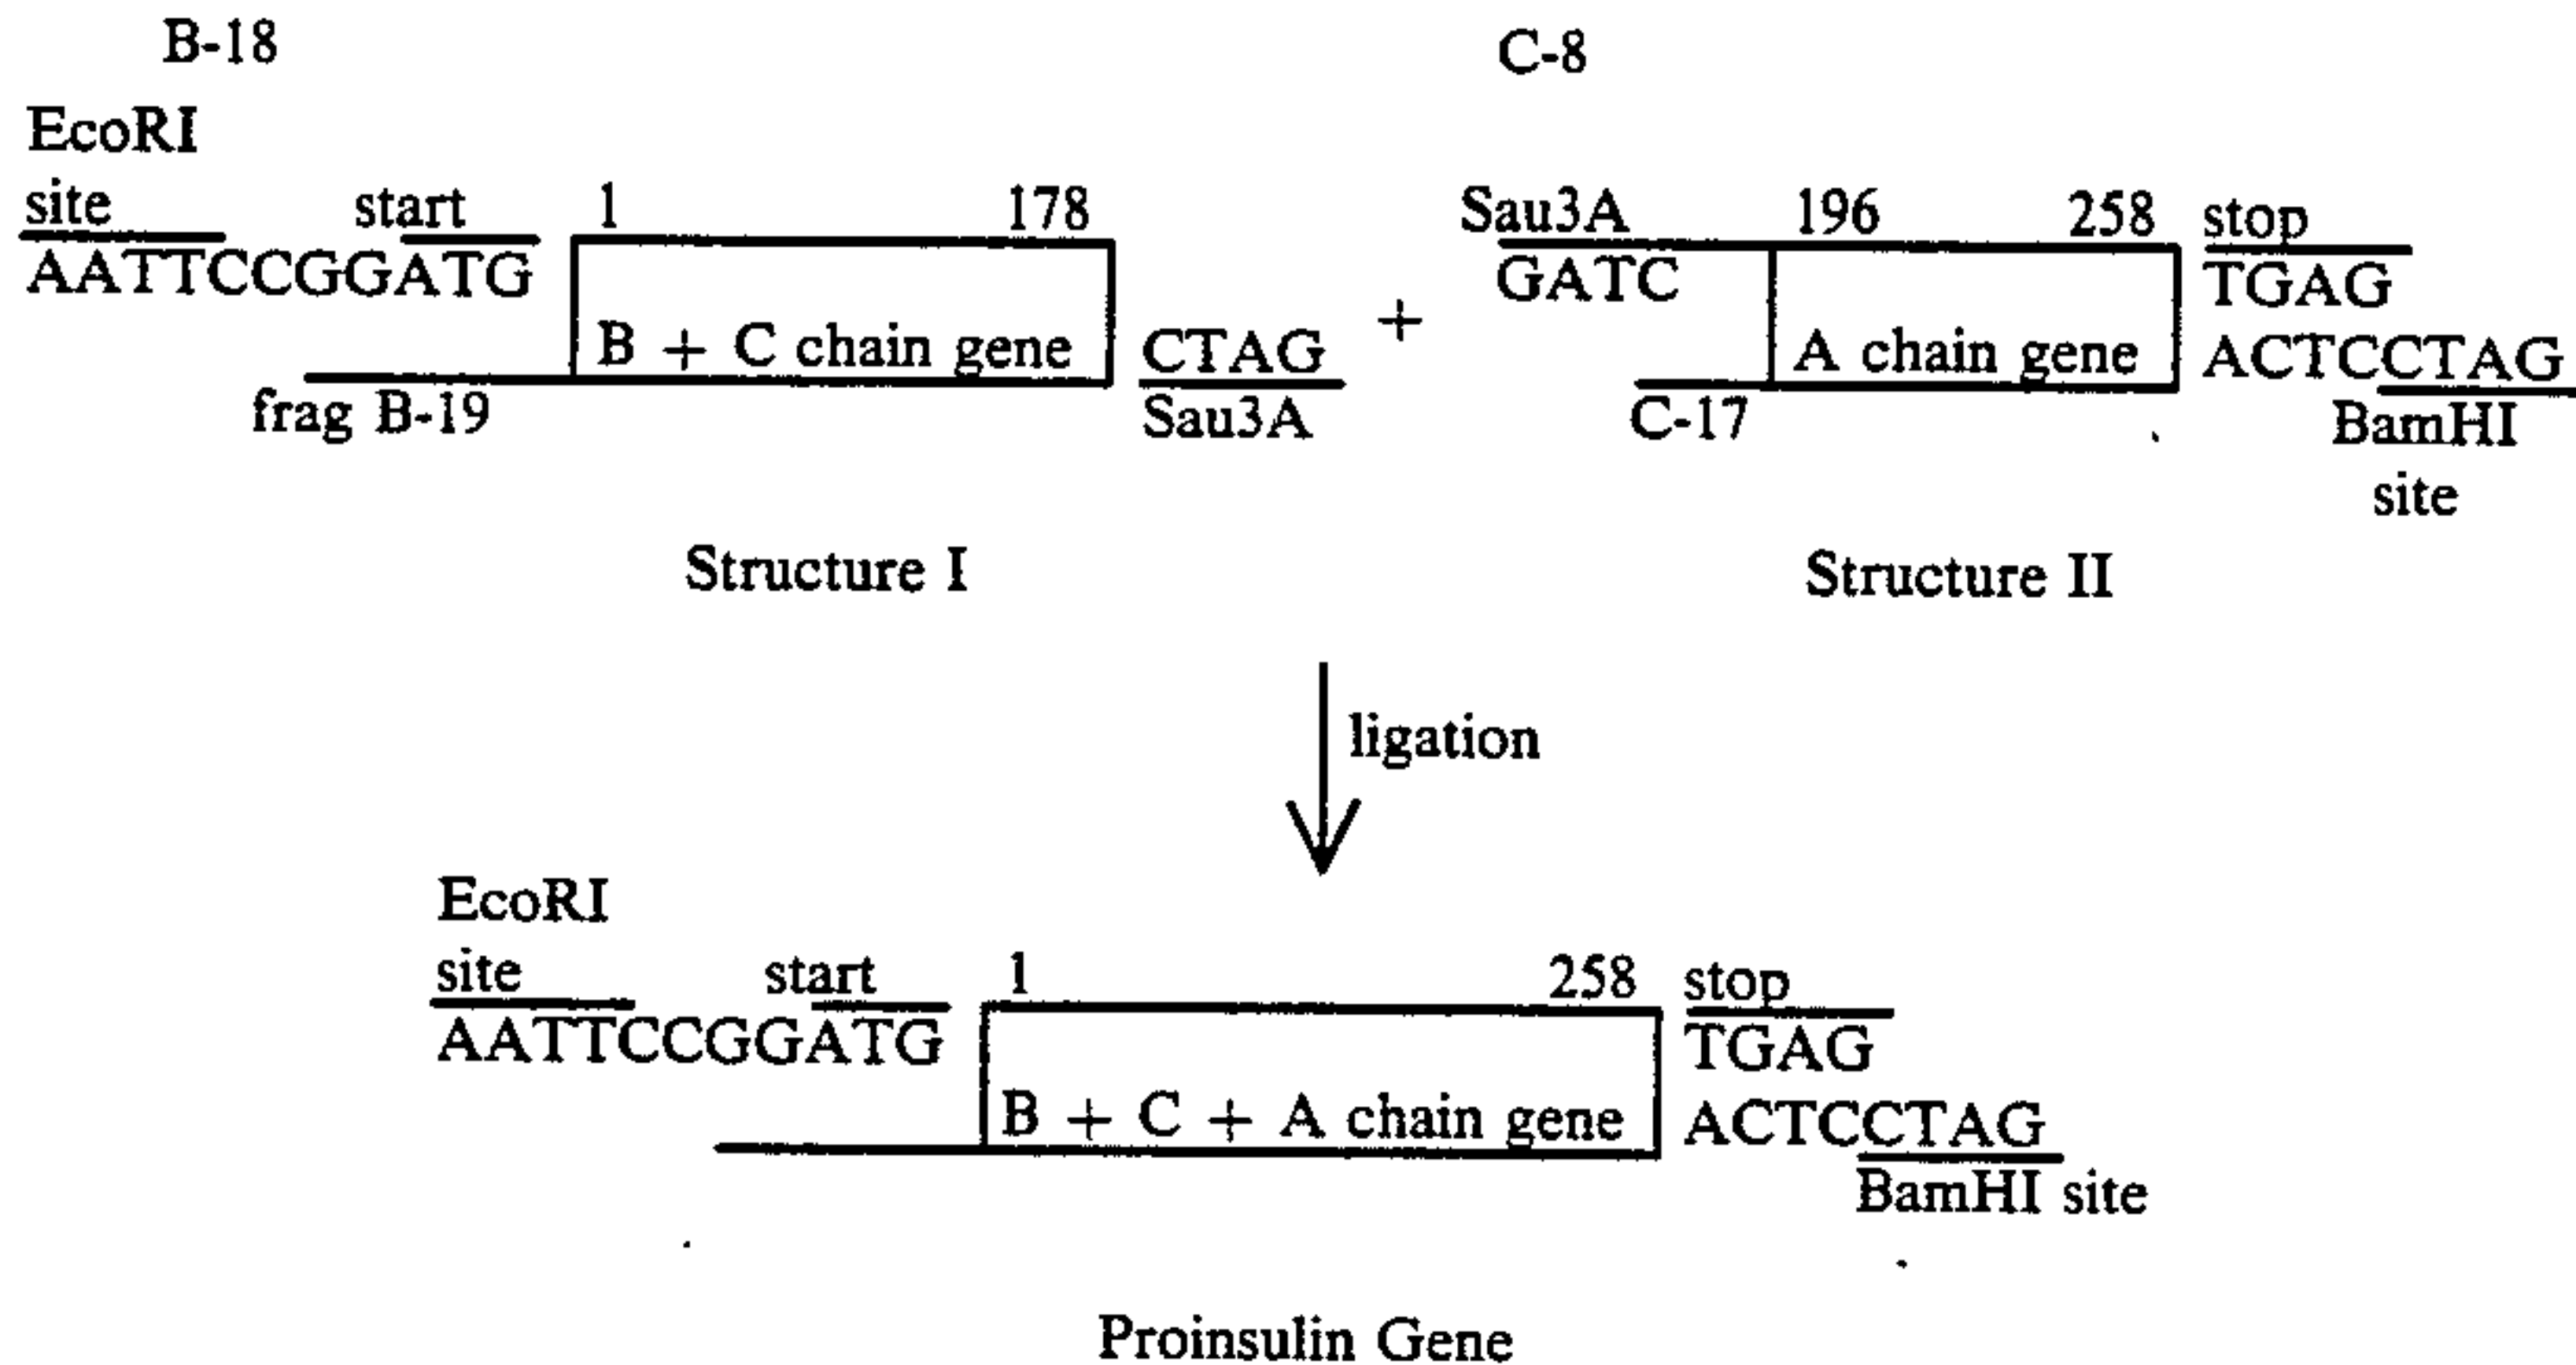 B-18
C-8
EcoRI
site start 1 178
AATTCCGGATG
B + C chain gene CTAG
frag B-19 Sau3A
+
Sau3A 196 258 stop
GATC TGAG
A chain gene ACTCCTAG
C-17 BamHI
site
Structure I
Structure II
ligation
EcoRI
site start 1 258 stop
AATTCCGGATG TGAG
B + C + A chain gene ACTCCTAG
BamHI site
Proinsulin Gene